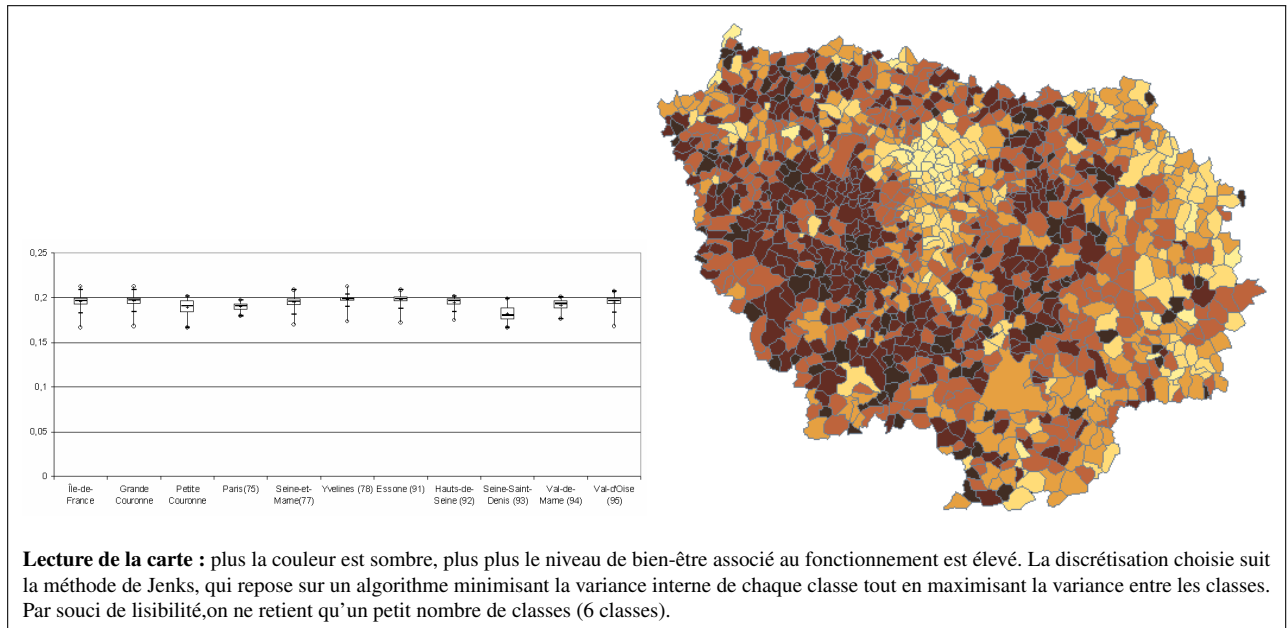 0,25
0,2
0,15
0,1
0,05
0
Île-de-
France
Grande
Couronne
Petite
Couronne
Paris(75)
Seine-et-
Marne(77)
Yvelines (78)
Essone (91)
Hauts-de-
Seine (92)
Seine-Saint-
Denis (93)
Val-de-
Marne (94)
Val-d'Oise
(95)
Lecture de la carte : plus la couleur est sombre, plus plus le niveau de bien-être associé au fonctionnement est élevé. La discrétisation choisie suit
la méthode de Jenks, qui repose sur un algorithme minimisant la variance interne de chaque classe tout en maximisant la variance entre les classes.
Par souci de lisibilité,on ne retient qu'un petit nombre de classes (6 classes).